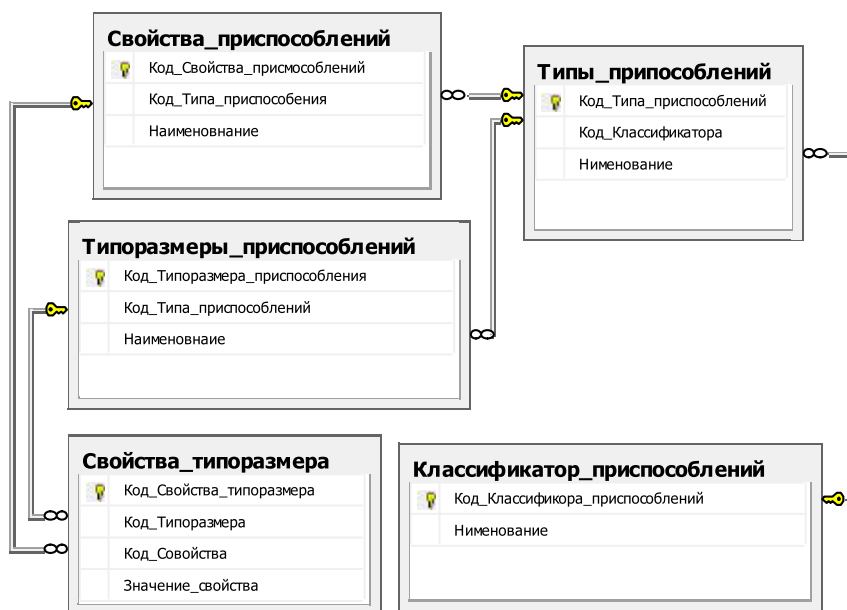 Свойства_приспособлений
Код_Свойства_присмособлений
Код_Типа_приспособения
Наименовнание
Типы_припособлений
Код_Типа_приспособлений
Код_Классификатора
Нименование
Типоразмеры_приспособлений
Код_Типоразмера_приспособления
Код_Типа_приспособлений
Наименовнаие
Свойства_типоразмера
Код_Свойства_типоразмера
Код_Типоразмера
Код_Совойства
Значение_свойства
Классификатор_приспособлений
Код_Классификора_приспособлений
Нименование